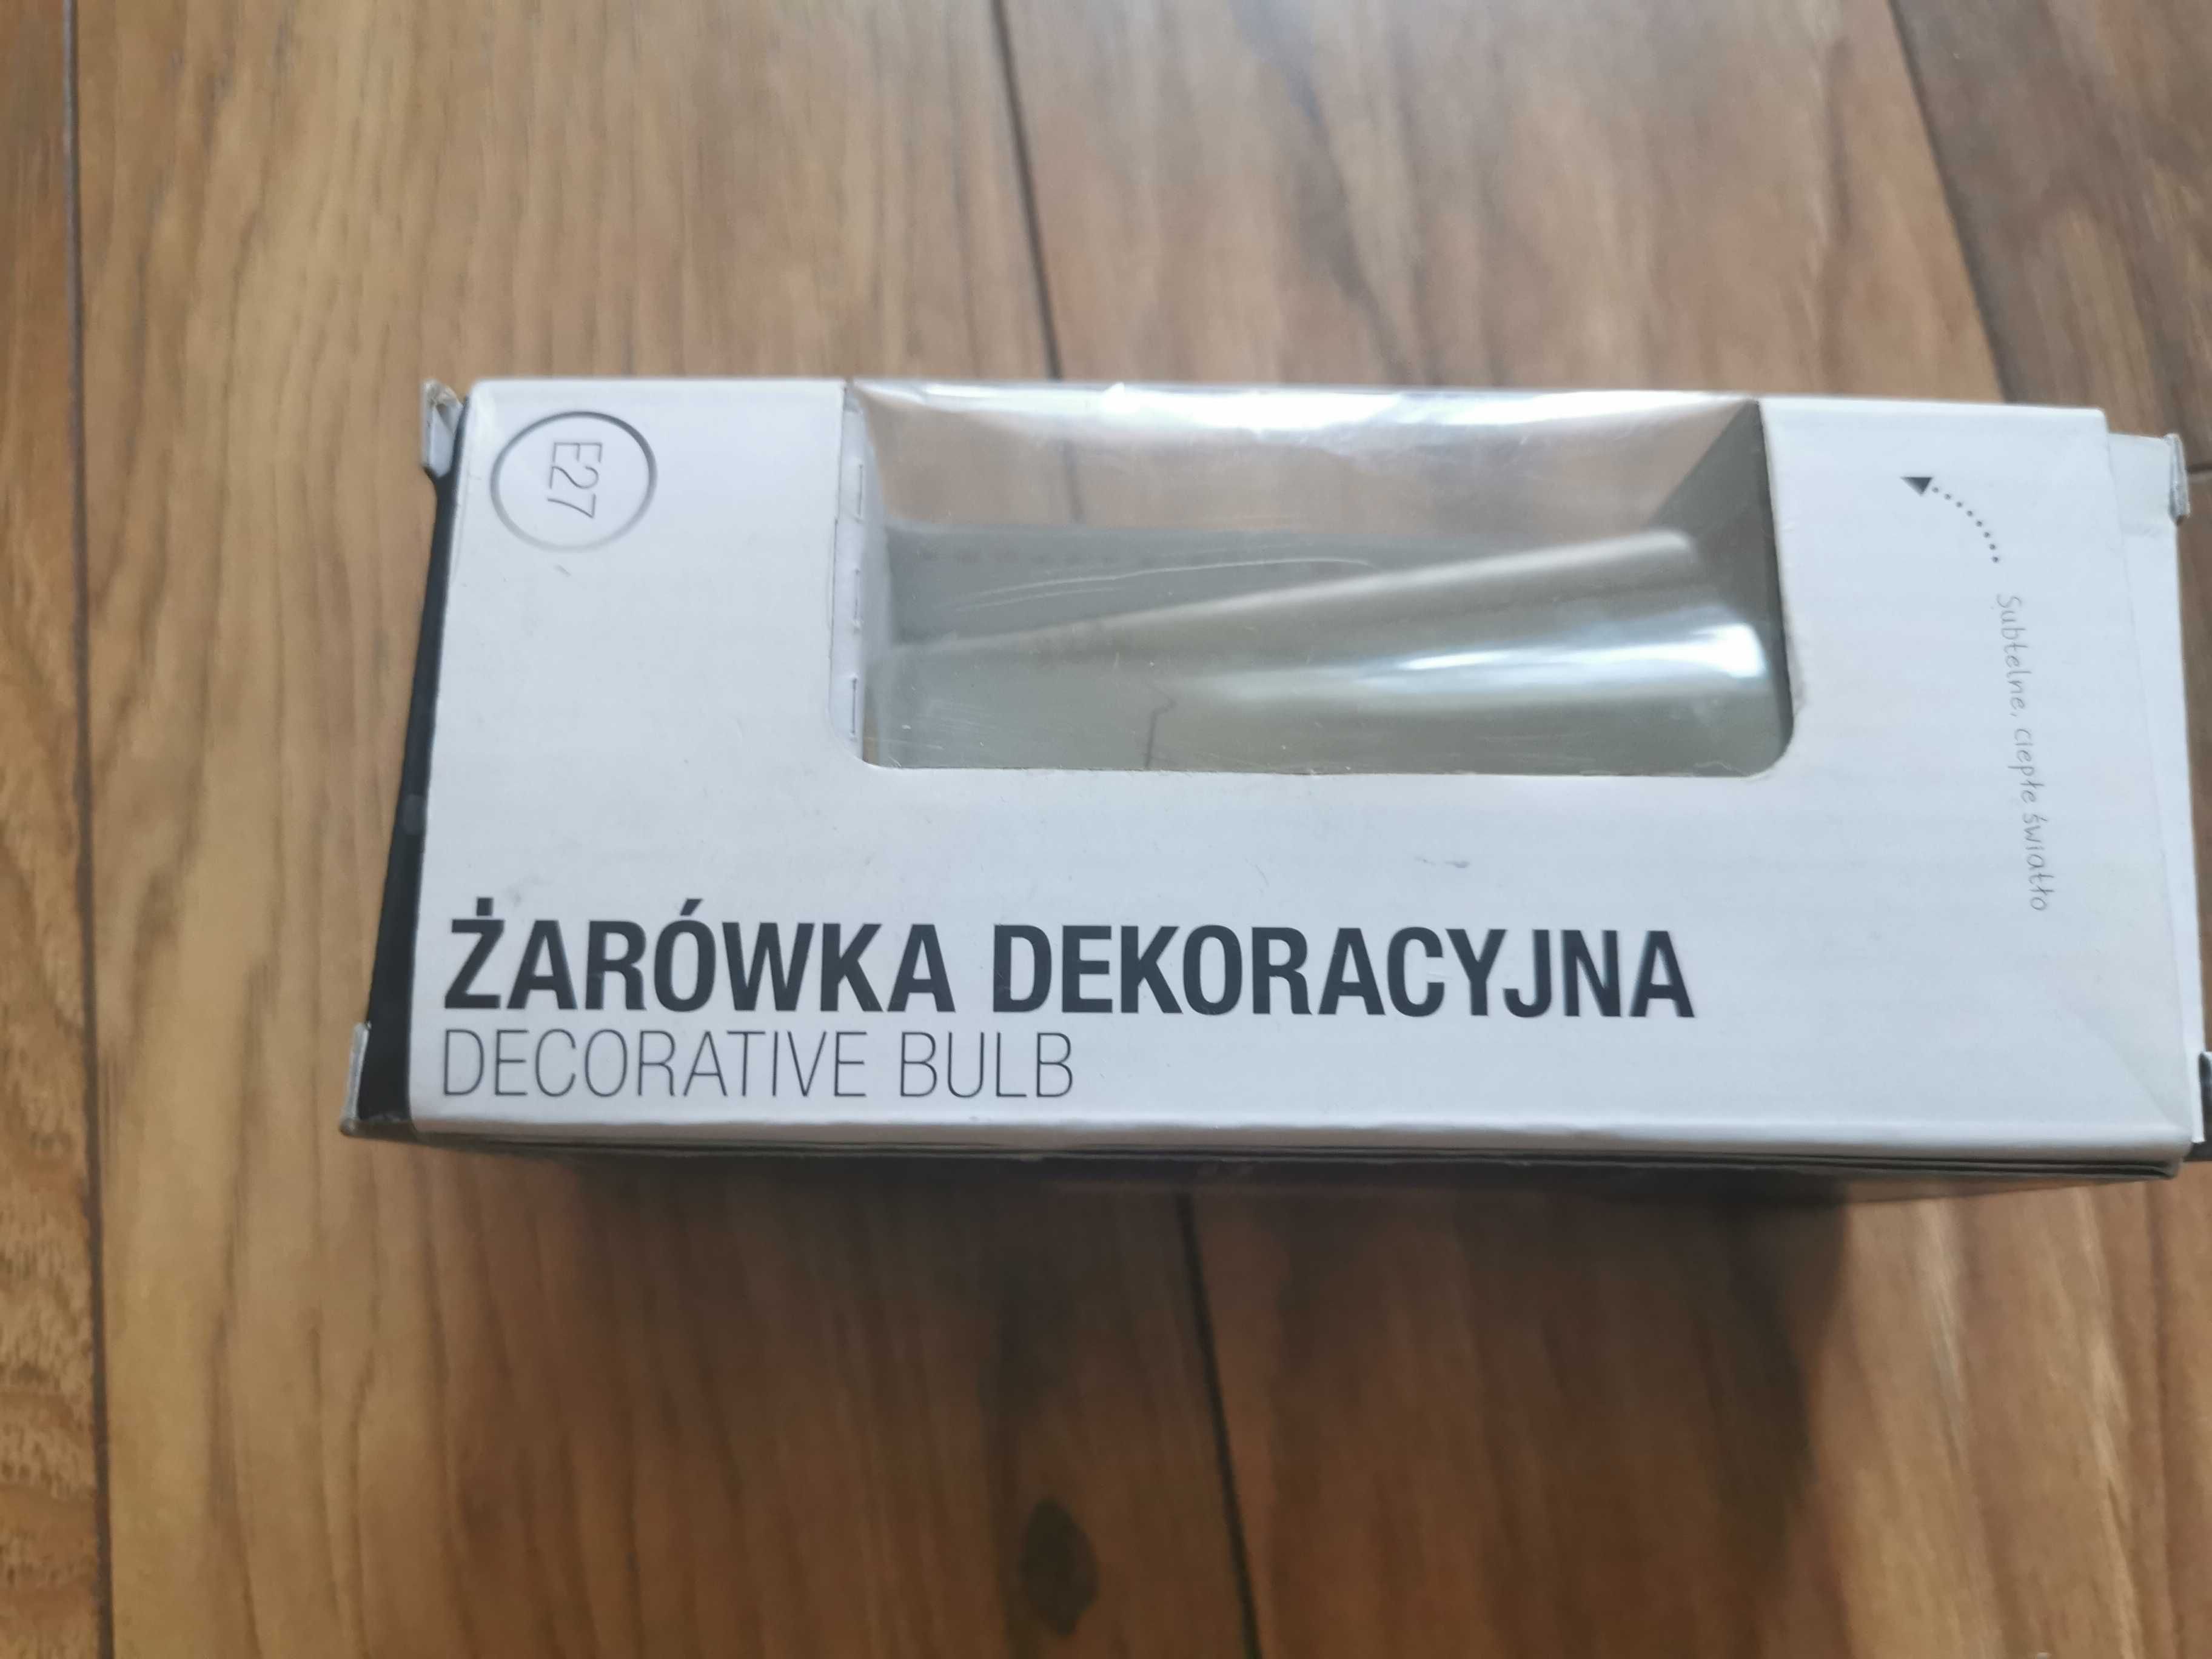 E27
Subtelne, ciepłe światło
ŻARÓWKA DEKORACYJNA
DECORATIVE BULB